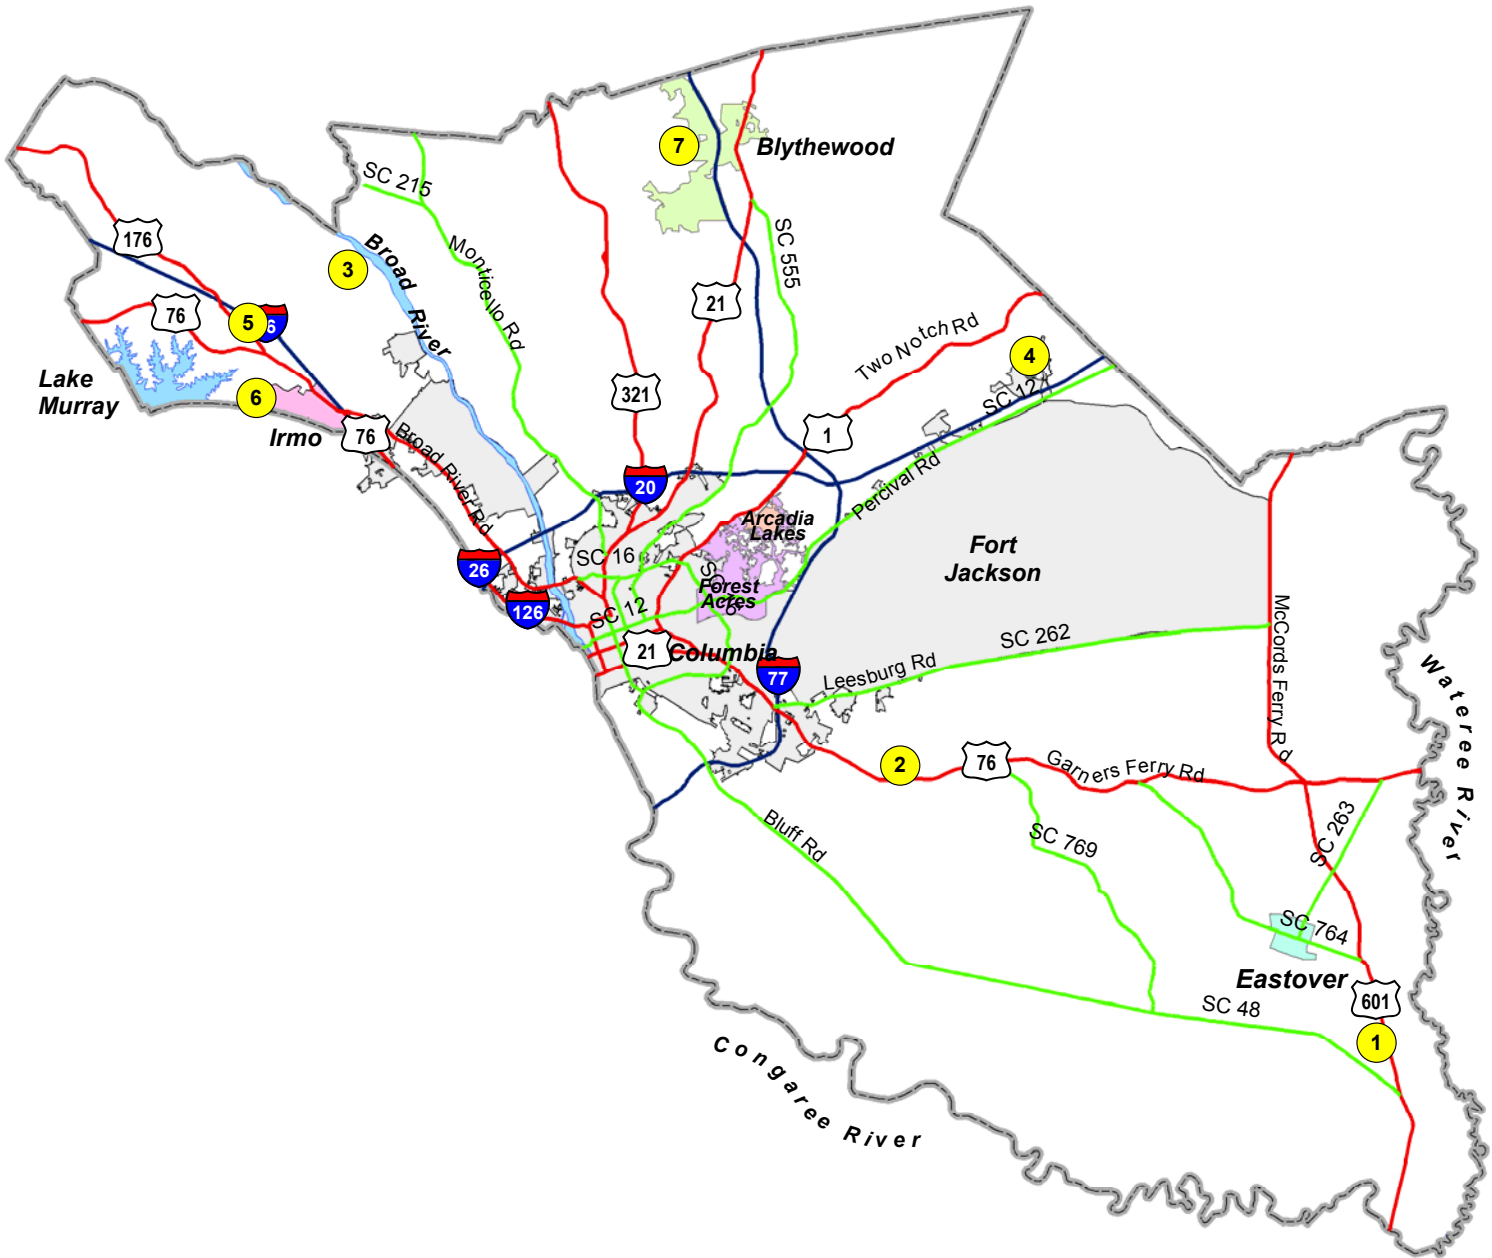 7
Blythewood
SC 215
176
3
Broad River
Monticello Rd
SC 555
21
76
5
6
Two Notch Rd
4
Lake
Murray
6
321
SC 12
1
Irmo
76
Broad River Rd
20
Percival Rd
Arcadia
Lakes
Fort
Jackson
SC 16
26
Forest
Acres
126
SC 12
SC 262
21
Columbia
77
Leesburg Rd
McCords Ferry Rd
Wateree River
2
76
Garners Ferry Rd
Bluff Rd
SC 769
SC 263
SC 764
Eastover
601
SC 48
1
Congaree River